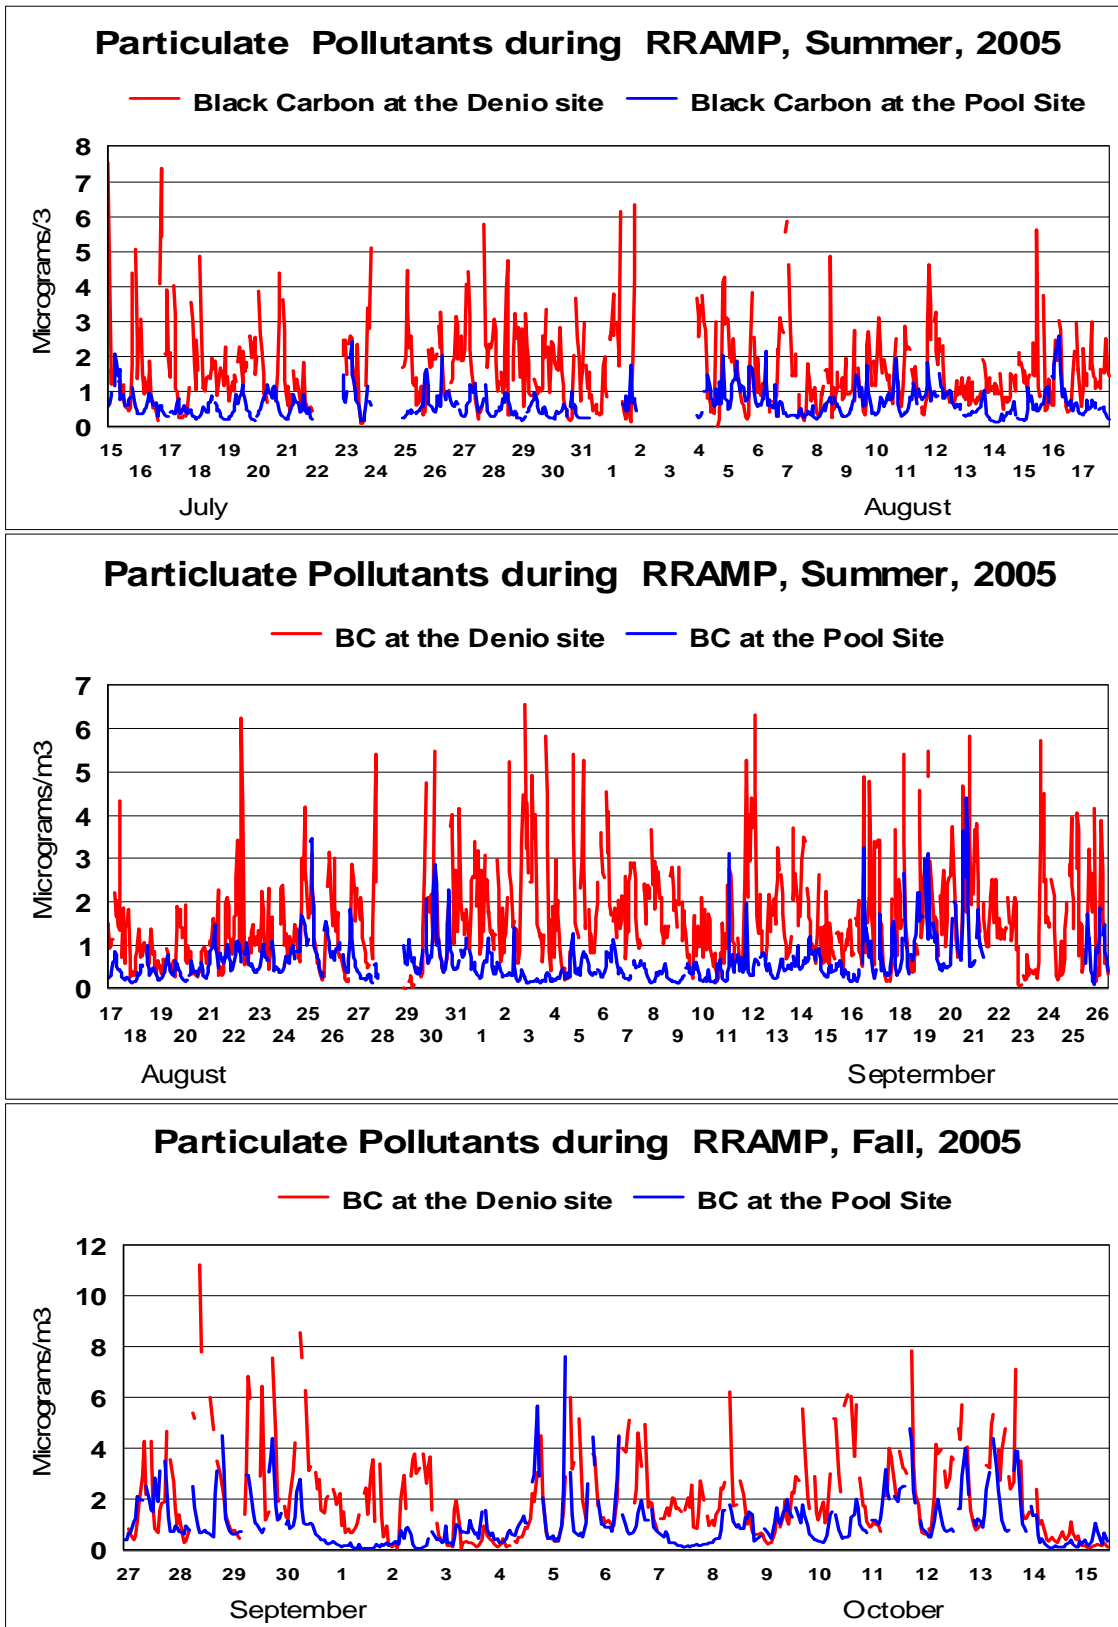 Particulate Pollutants during RRAMP, Summer, 2005
Black Carbon at the Denio site Black Carbon at the Pool Site
Micrograms/3
8
7
6
5
4
3
2
1
0
15 17 18 19 21 23 24 25 27 28 29 1 2 4 6 8 10 12 14 16
16 18 20 22 24 26 28 30 1 3 5 7 9 11 13 15 17
July August
Particluate Pollutants during RRAMP, Summer, 2005
BC at the Denio site BC at the Pool Site
Micrograms/m3
7
6
5
4
3
2
1
0
17 19 21 23 25 27 29 31 2 4 6 8 10 12 14 16 18 20 22 24
18 20 22 24 26 28 30 1 3 5 7 9 11 13 15 17 19 21 23 25
August Septermber
Particulate Pollutants during RRAMP, Fall, 2005
BC at the Denio site BC at the Pool Site
Micrograms/m3
12
10
8
6
4
2
0
27 28 29 30 1 2 3 4 5 6 7 8 9 10 11 12 13 14 15
September October